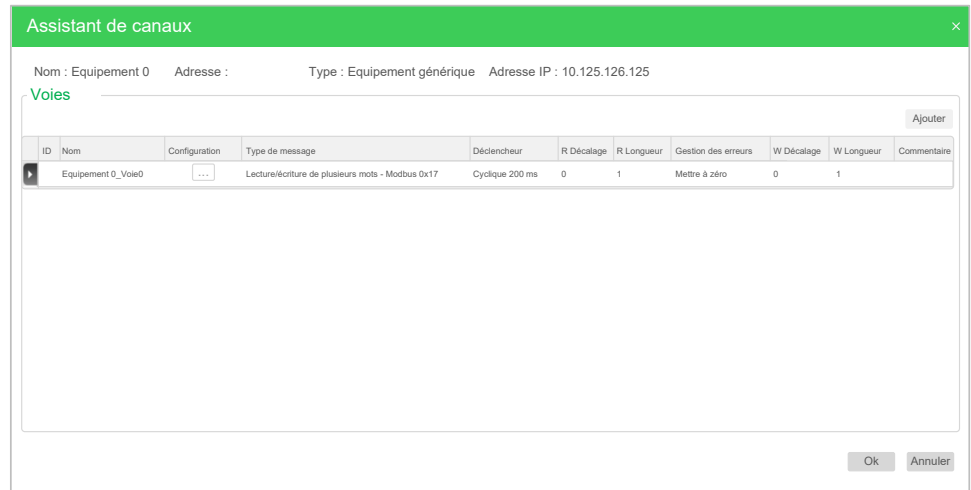 Assistant de canaux ×
Nom : Equipement 0 Adresse : Type : Equipement générique Adresse IP : 10.125.126.125
Voies
Ajouter
ID Nom Configuration Type de message Déclencheur R Décalage R Longueur Gestion des erreurs W Décalage W Longueur Commentaire
Equipement 0_Voie0 ... Lecture/écriture de plusieurs mots - Modbus 0x17 Cyclique 200 ms 0 1 Mettre à zéro 0 1
Ok Annuler